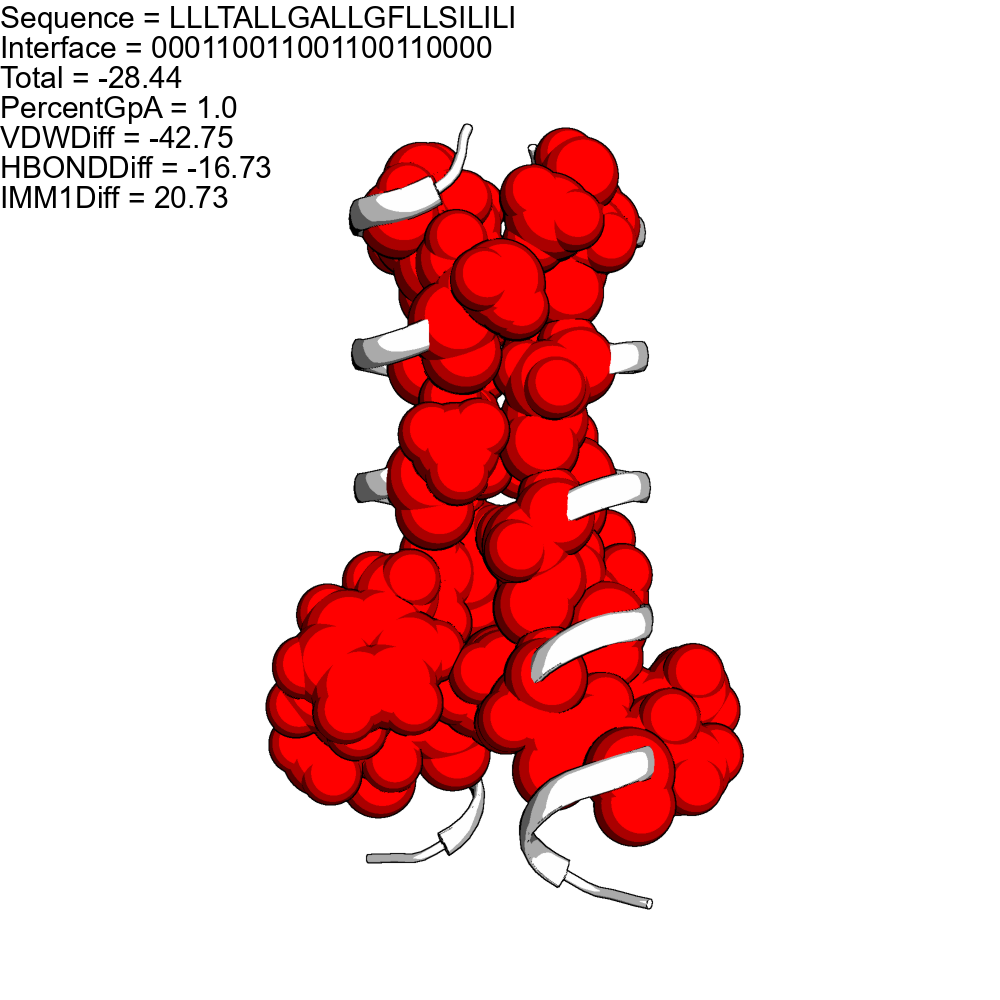 Sequence = LLLTALLGALLGFLLSILILI
Interface = 000110011001100110000
Total = -28.44
PercentGpA = 1.0
VDWDiff = -42.75
HBONDDiff = -16.73
IMM1Diff = 20.73